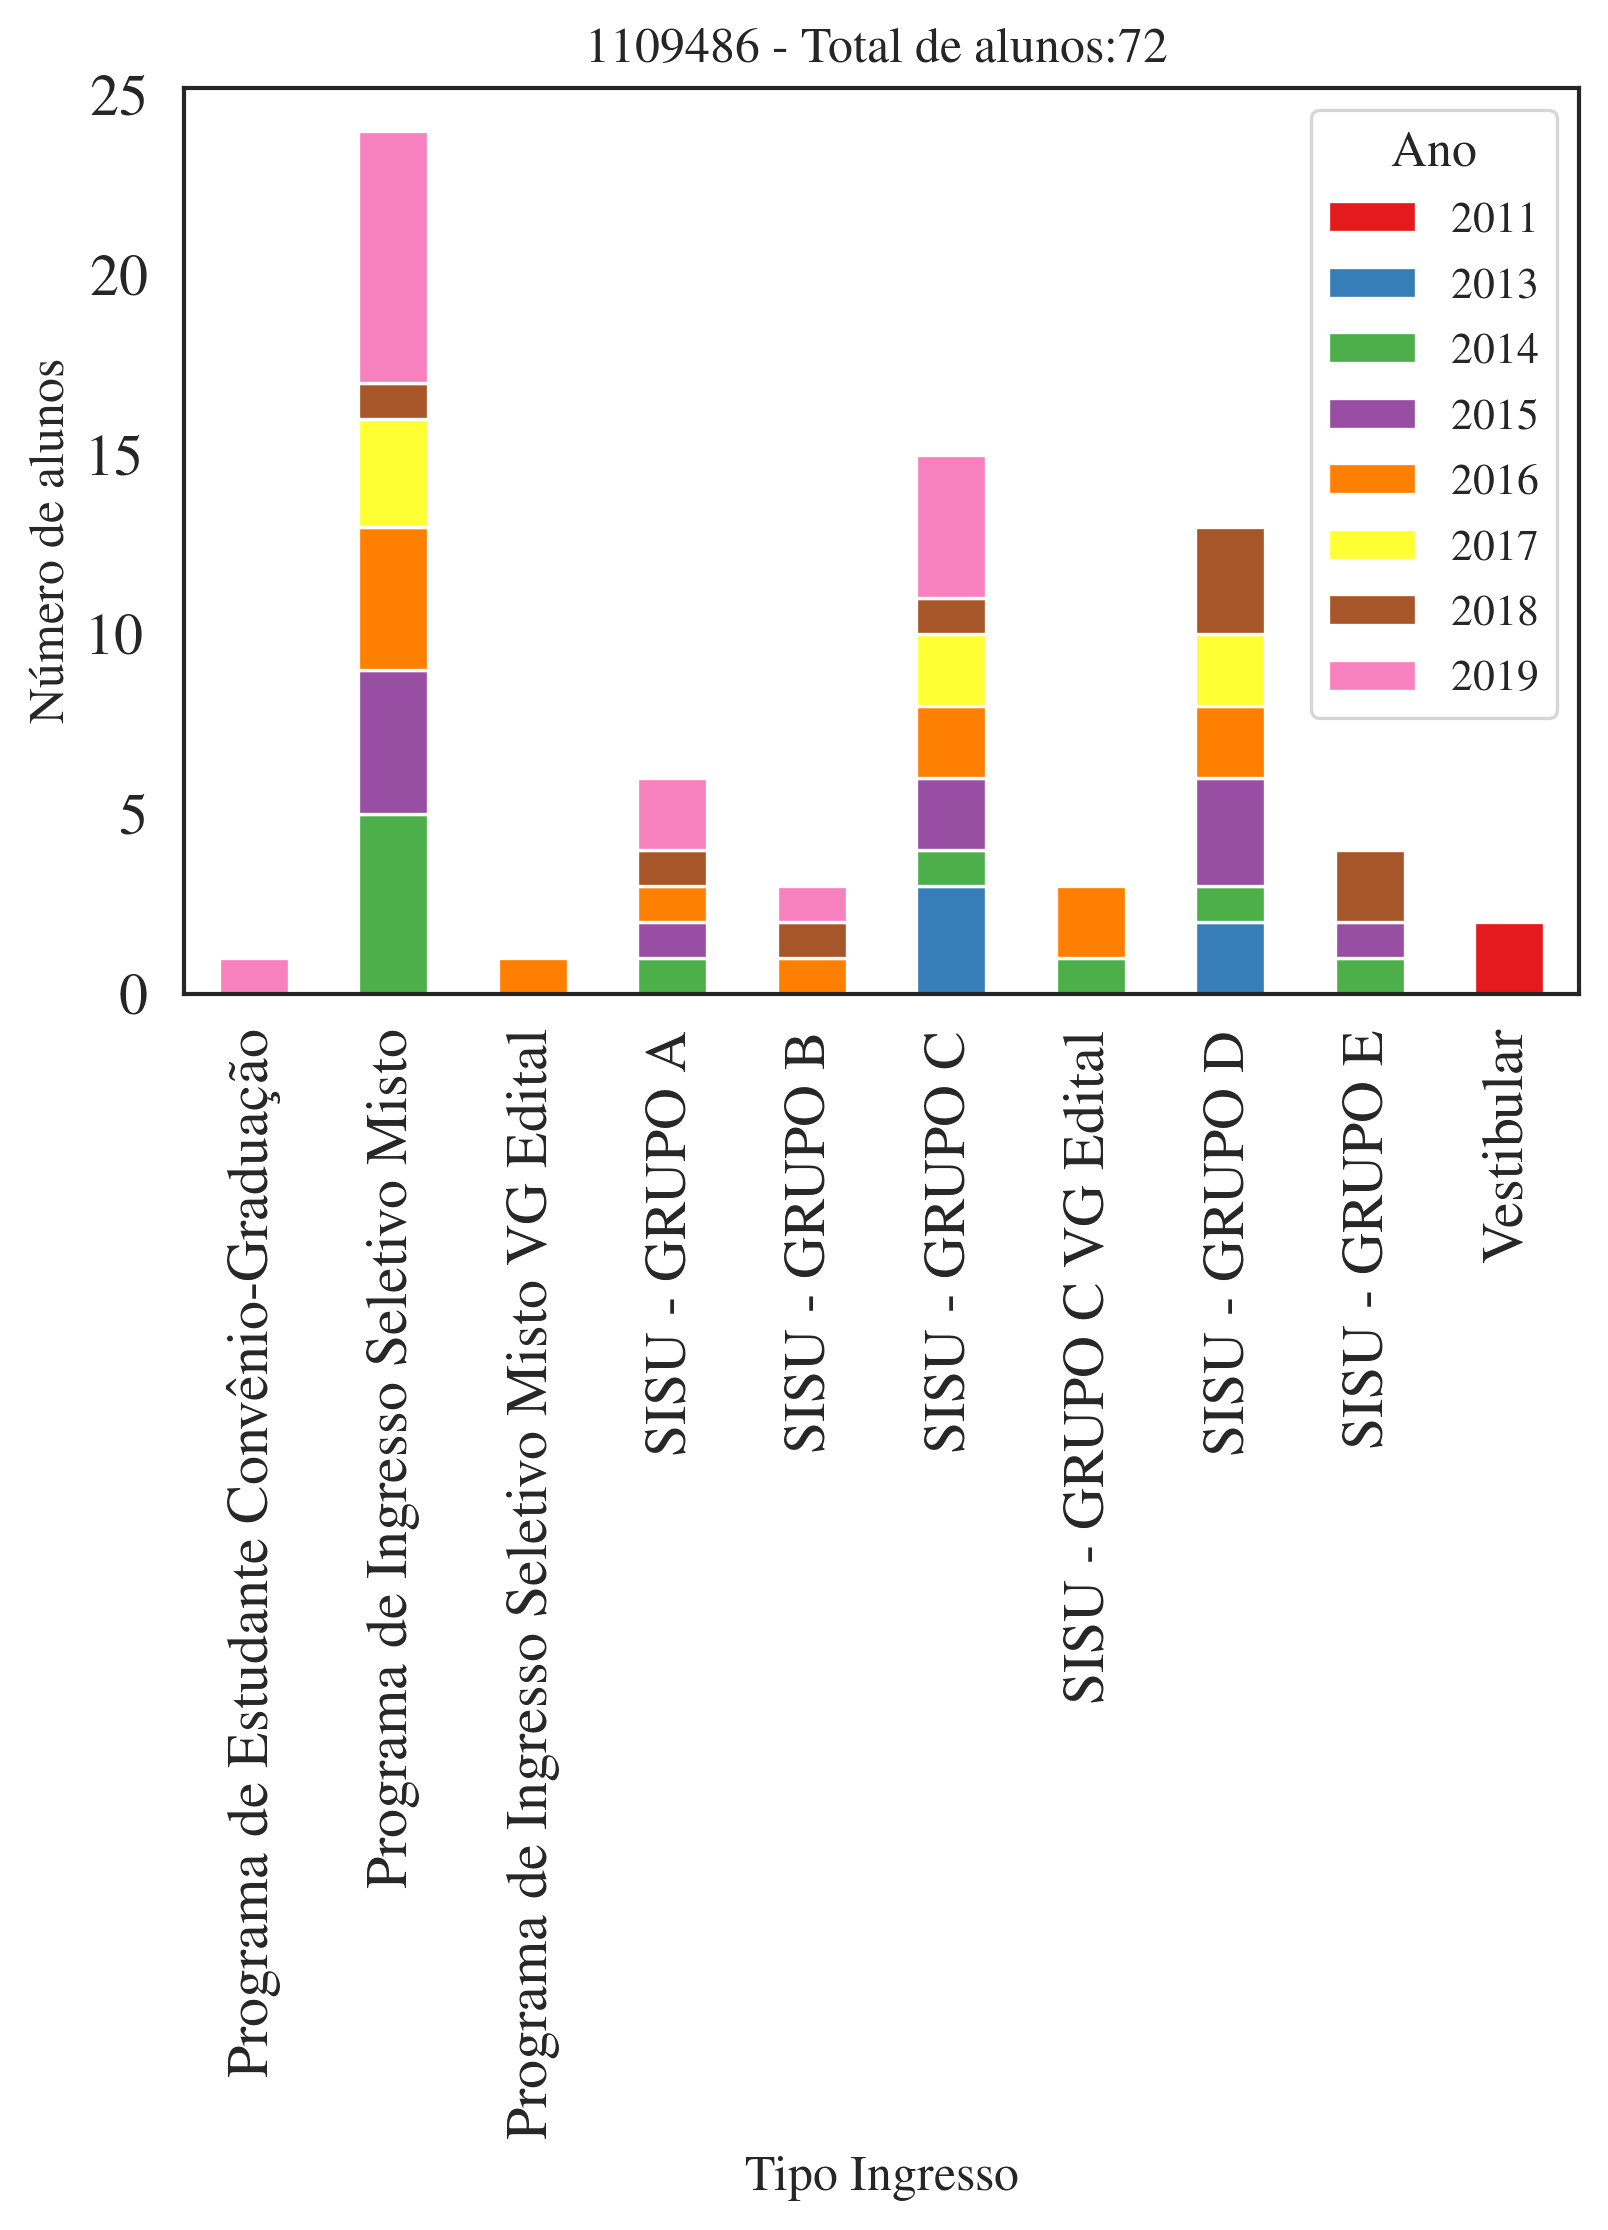 1109486 - Total de alunos:72
25
20
15
10
5
0
Número de alunos
Ano
2011
2013
2014
2015
2016
2017
2018
2019
Programa de Estudante Convênio-Graduação
Programa de Ingresso Seletivo Misto
Programa de Ingresso Seletivo Misto VG Edital
SISU - GRUPO A
SISU - GRUPO B
SISU - GRUPO C
SISU - GRUPO C VG Edital
SISU - GRUPO D
SISU - GRUPO E
Vestibular
Tipo Ingresso